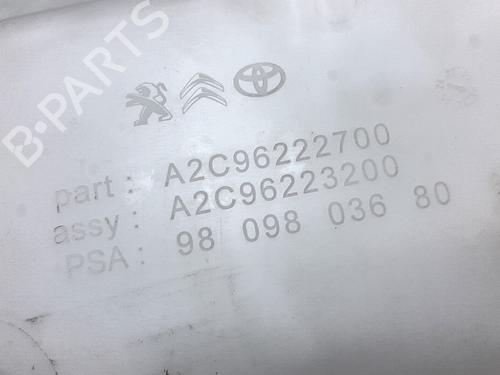 B-PARTS
part : A2C96222700
assy : A2C96223200
PSA : 98 098 036 80